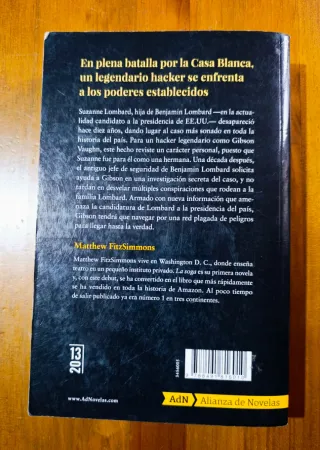 En plena batalla por la Casa Blanca,
un legendario hacker se enfrenta
a los poderes establecidos
Suzanne Lombard, hija de Benjamin Lombard —en la actua-
lidad candidato a la presidencia de EE.UU.— desapareció
hace diez años, dando lugar al caso más sonado en toda la
historia del país. Para un hacker legendario como Gibson
Vaughn, este hecho reviste un carácter personal, puesto que
Suzanne fue para él como una hermana. Una década después,
el antiguo jefe de seguridad de Benjamin Lombard solicita
ayuda a Gibson en una investigación secreta del caso, y no
tardan en desvelar múltiples conspiraciones que rodean a la
familia Lombard. Armado con nueva información que ame-
naza la candidatura de Lombard a la presidencia del país,
Gibson tendrá que navegar por una red plagada de peligros
para llegar hasta la verdad.
Matthew FitzSimmons
Matthew FitzSimmons vive en Washington D. C., donde enseña
teatro en un pequeño instituto privado. La soga es su primera novela
y, con este debut, se ha convertido en el libro que más rápidamente
se ha vendido en toda la historia de Amazon. Al poco tiempo
de salir publicado ya era número 1 en tres continentes.
20 13
www.AdNovelas.com
AdN Alianza de Novelas